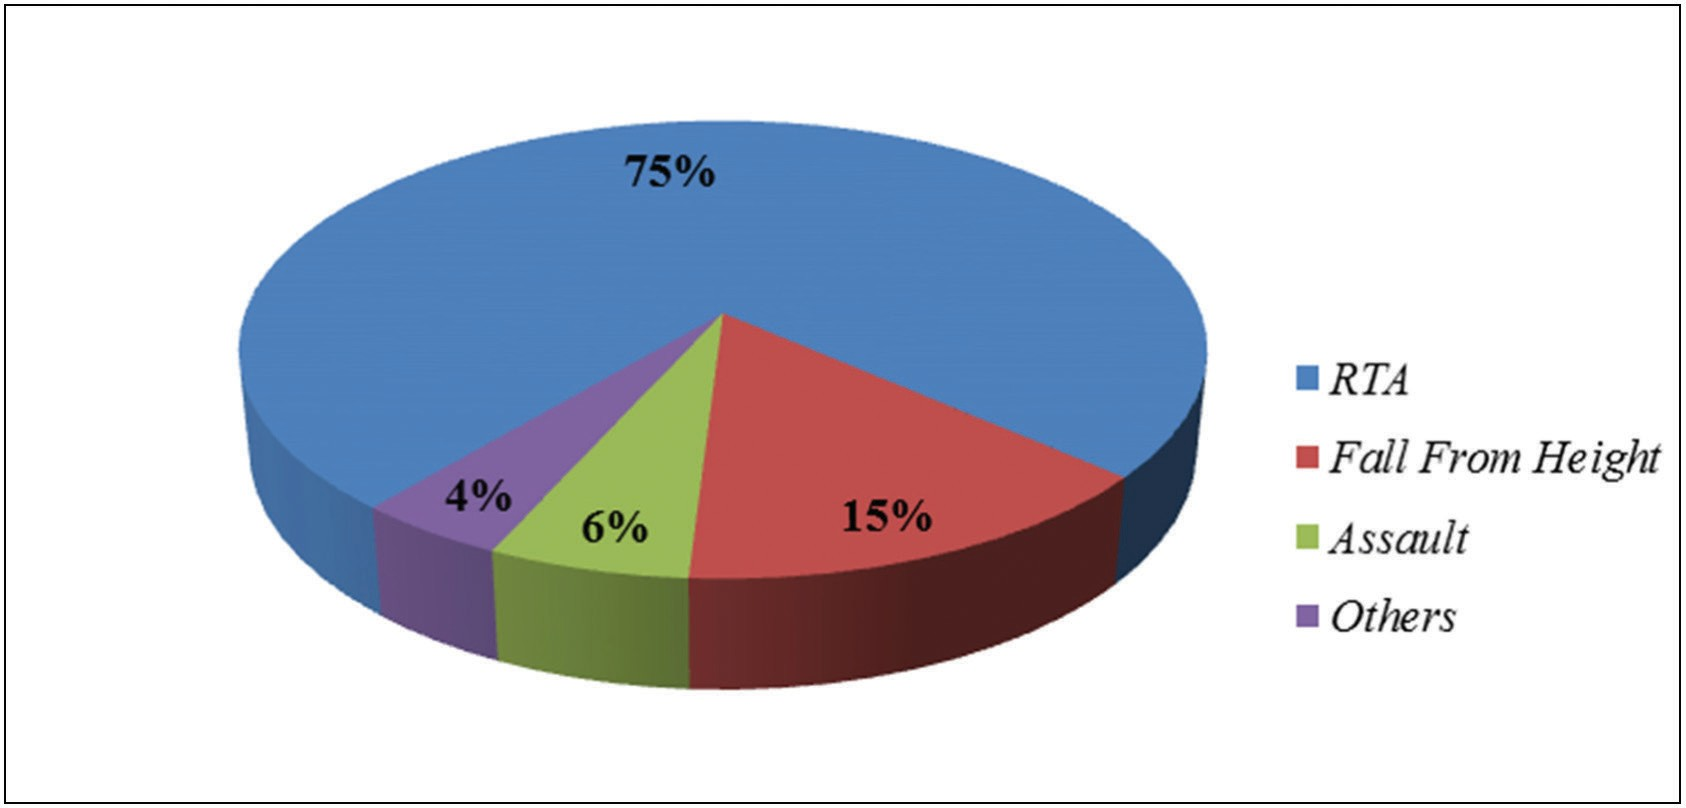 75%
4%
6%
15%
RTA
Fall From Height
Assault
Others